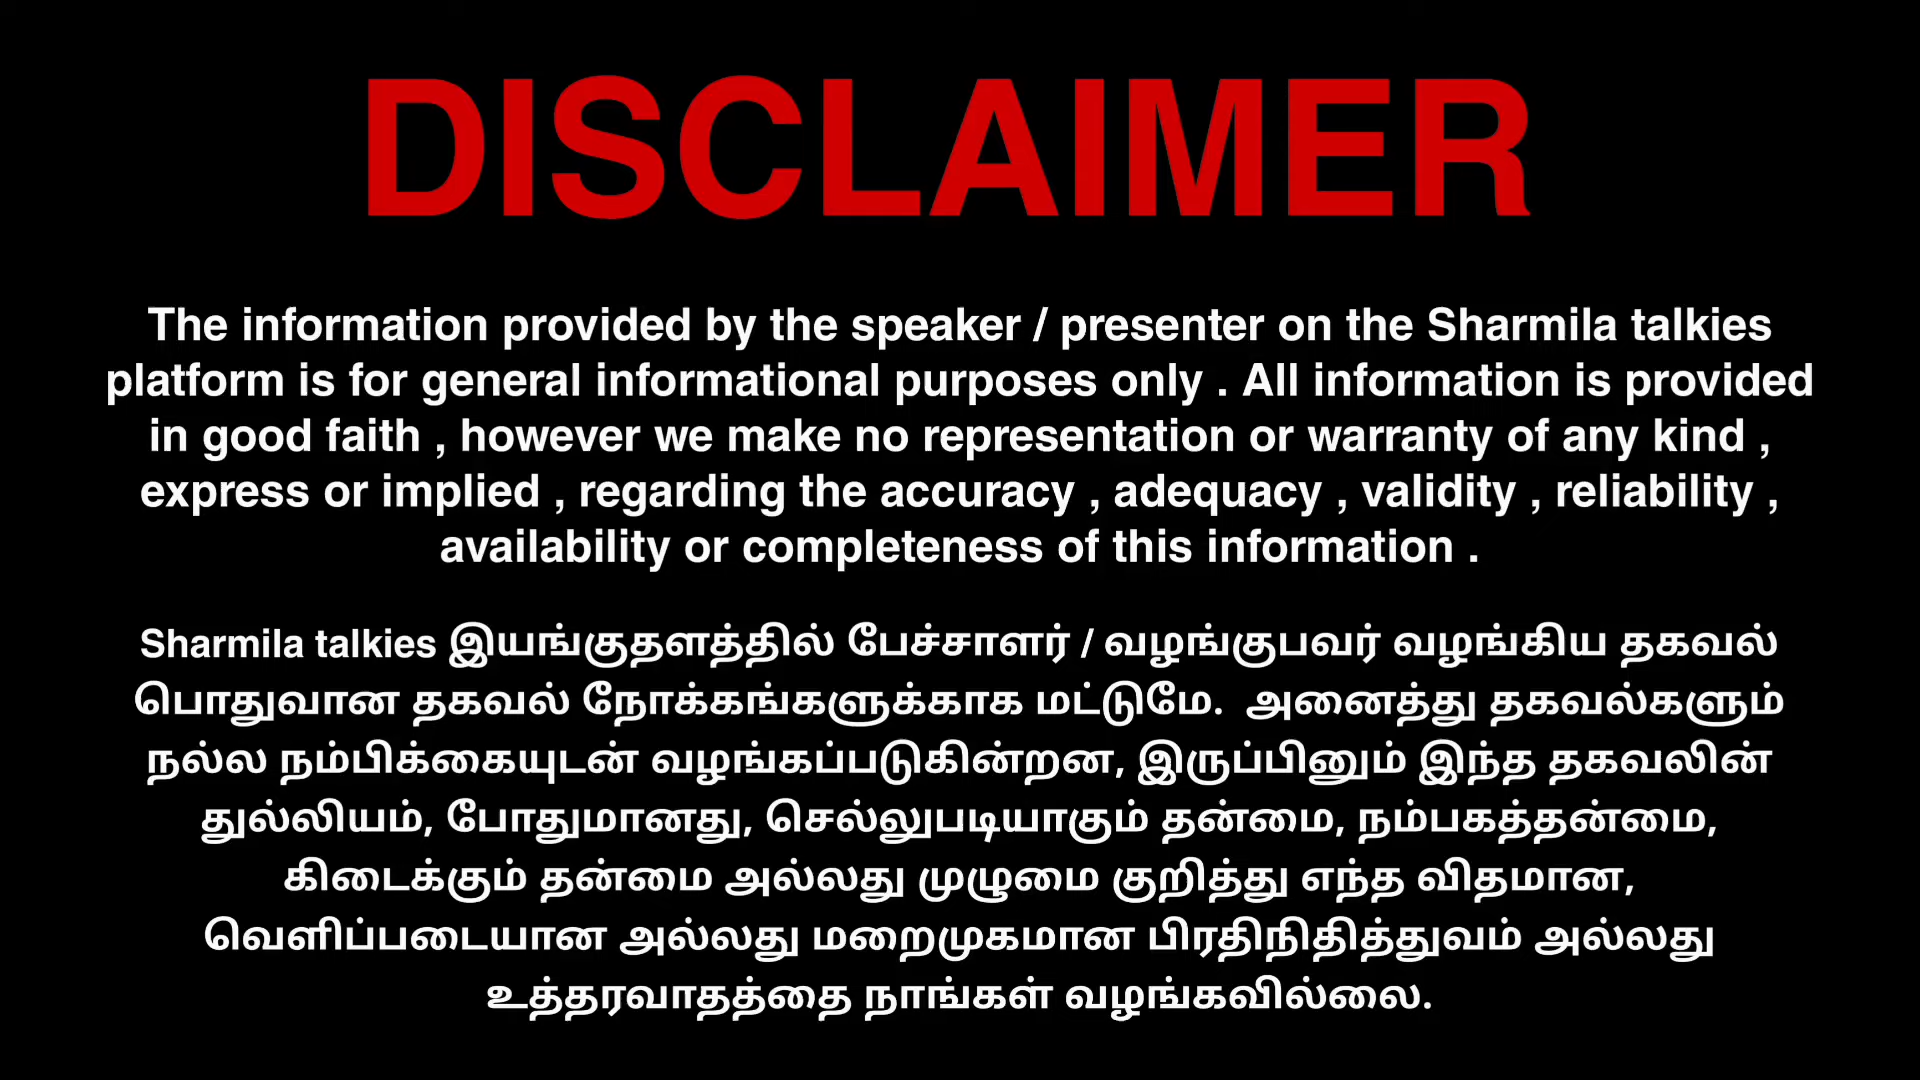 DISCLAIMER
The information provided by the speaker / presenter on the Sharmila talkies
platform is for general informational purposes only . All information is provided
in good faith , however we make no representation or warranty of any kind ,
express or implied , regarding the accuracy , adequacy , validity , reliability ,
availability or completeness of this information .
Sharmila talkies இயங்குதளத்தில் பேச்சாளர் / வழங்குபவர் வழங்கிய தகவல்
பொதுவான தகவல் நோக்கங்களுக்காக மட்டுமே.  அனைத்து தகவல்களும்
நல்ல நம்பிக்கையுடன் வழங்கப்படுகின்றன, இருப்பினும் இந்த தகவலின்
துல்லியம், போதுமானது, செல்லுபடியாகும் தன்மை, நம்பகத்தன்மை,
கிடைக்கும் தன்மை அல்லது முழுமை குறித்து எந்த விதமான,
வெளிப்படையான அல்லது மறைமுகமான பிரதிநிதித்துவம் அல்லது
உத்தரவாதத்தை நாங்கள் வழங்கவில்லை.